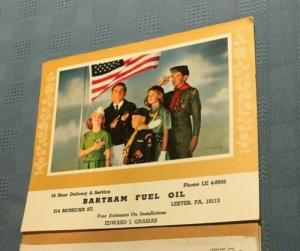 24 Hour Delivery & Service
Phone LE 4-8936
BARTRAM FUEL OIL
214 MOHICAN ST.
LESTER, PA. 19113
Free Estimates On Installations
EDWARD J. GRABIAS